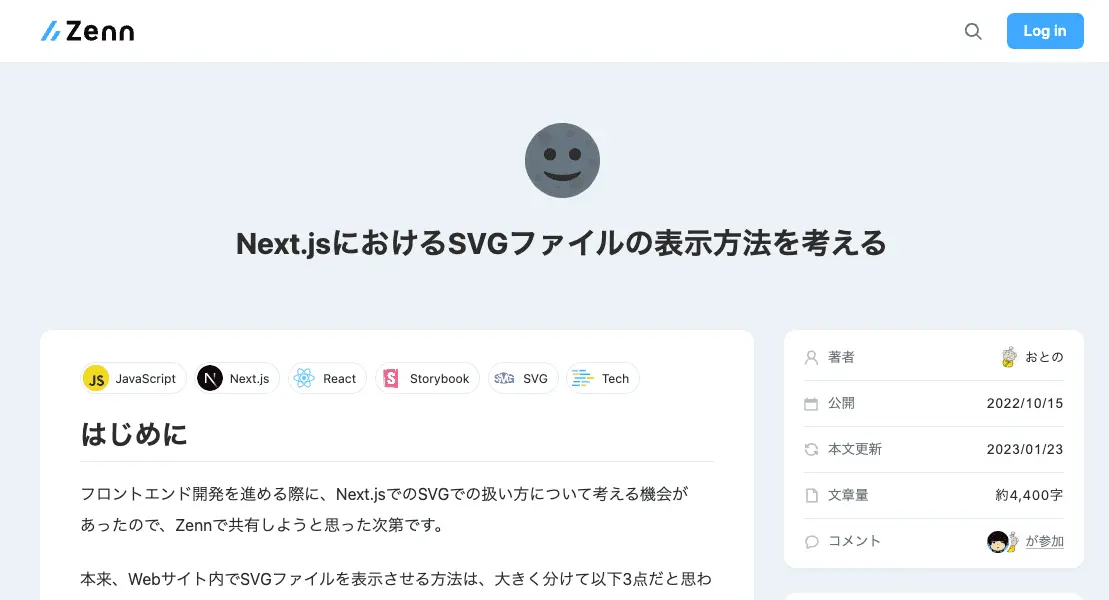 Zenn
Log in
Next.jsにおけるSVGファイルの表示方法を考える
JS JavaScript
N Next.js
React
S Storybook
SVG SVG
Tech
はじめに
フロントエンド開発を進める際に、Next.jsでのSVGでの扱い方について考える機会が
あったので、Zennで共有しようと思った次第です。
本来、Webサイト内でSVGファイルを表示させる方法は、大きく分けて以下3点だと思わ
著者 おとの
公開 2022/10/15
本文更新 2023/01/23
文章量 約4,400字
コメント が参加